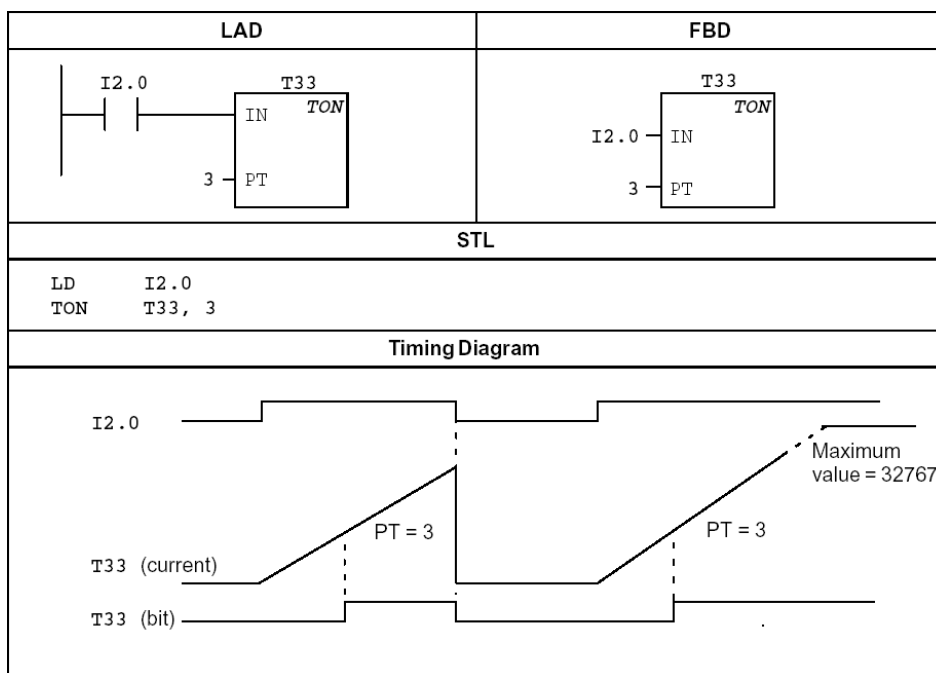 LAD
FBD
I2.0
T33
IN
TON
3
PT
T33
TON
I2.0
IN
3
PT
STL
LD I2.0
TON T33, 3
Timing Diagram
I2.0
Maximum
value = 32767
PT = 3
PT = 3
T33 (current)
T33 (bit)